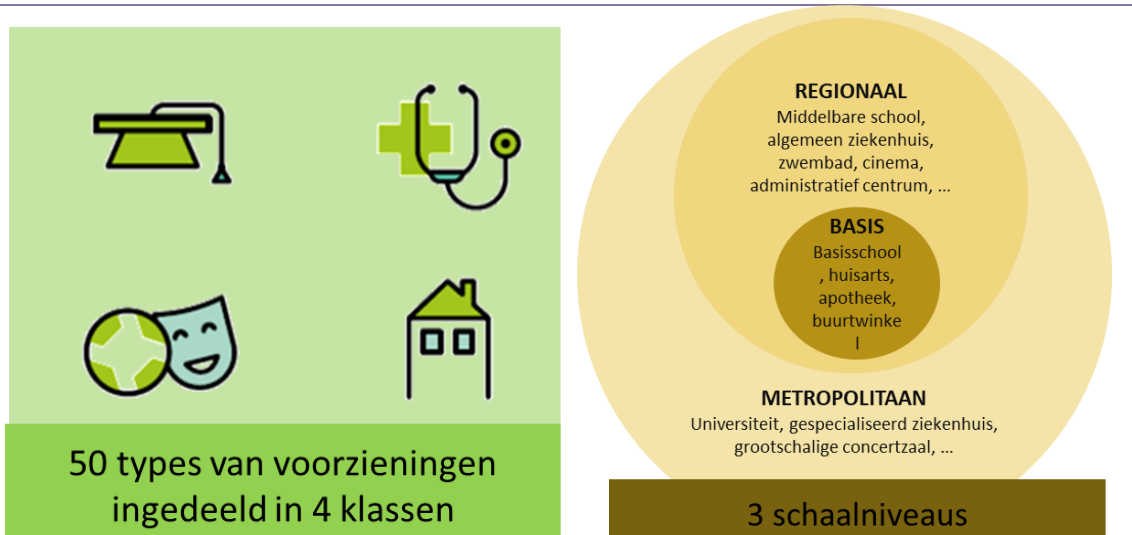 50 types van voorzieningen
ingedeeld in 4 klassen
REGIONAAL
Middelbare school,
algemeen ziekenhuis,
zwembad, cinema,
administratief centrum, ...
BASIS
Basisschool
, huisarts,
apotheek,
buurtwinke
l
METROPOLITAAN
Universiteit, gespecialiseerd ziekenhuis,
grootschalige concertzaal, ...
3 schaalniveaus